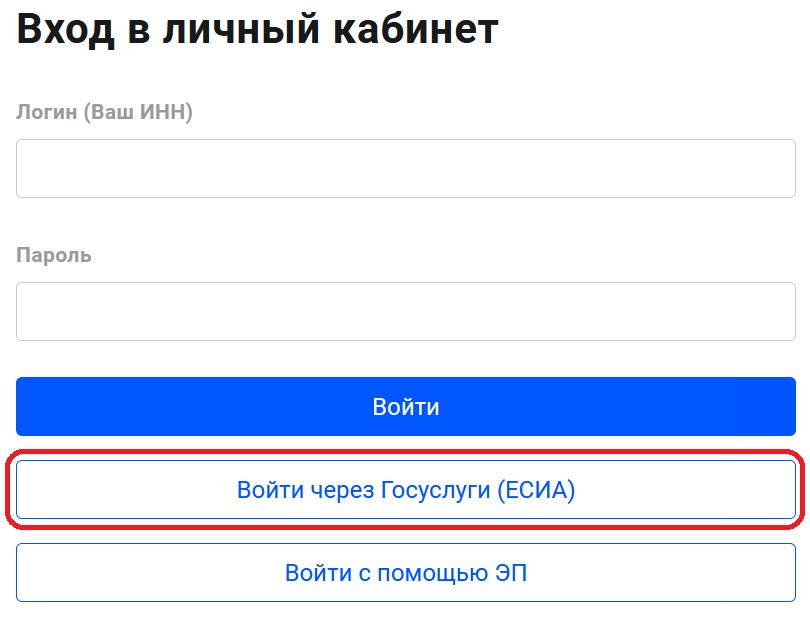 Вход в личный кабинет
Логин (Ваш ИНН)
Пароль
Войти
Войти через Госуслуги (ЕСИА)
Войти с помощью ЭП